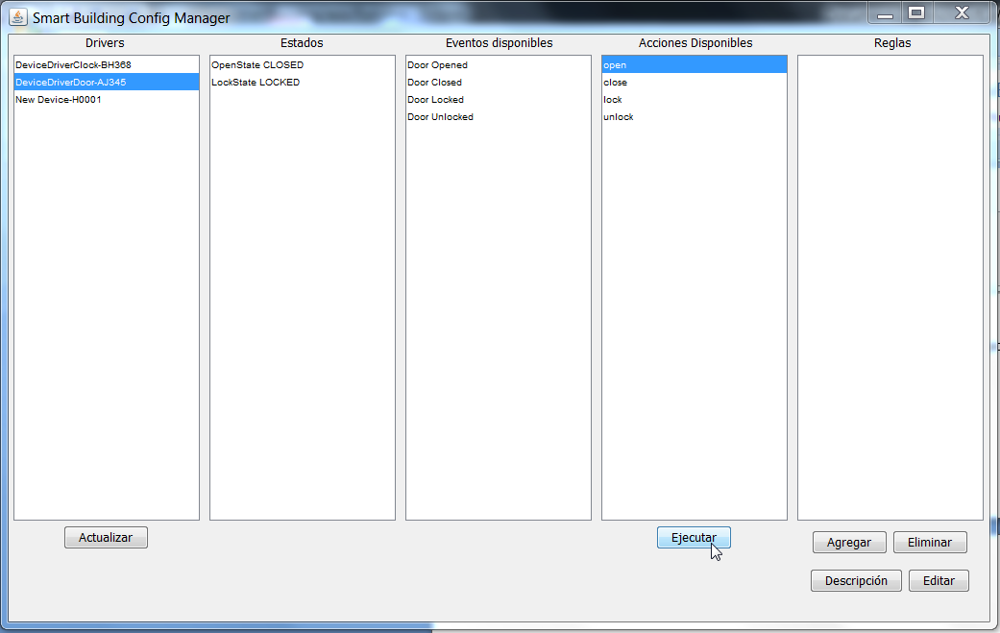 Smart Building Config Manager
Drivers
Estados
Eventos disponibles
Acciones Disponibles
Reglas
DeviceDriverClock-BH368
DeviceDriverDoor-AJ345
New Device-H0001
OpenState CLOSED
LockState LOCKED
Door Opened
Door Closed
Door Locked
Door Unlocked
open
close
lock
unlock
Actualizar
Ejecutar
Agregar
Eliminar
Descripción
Editar